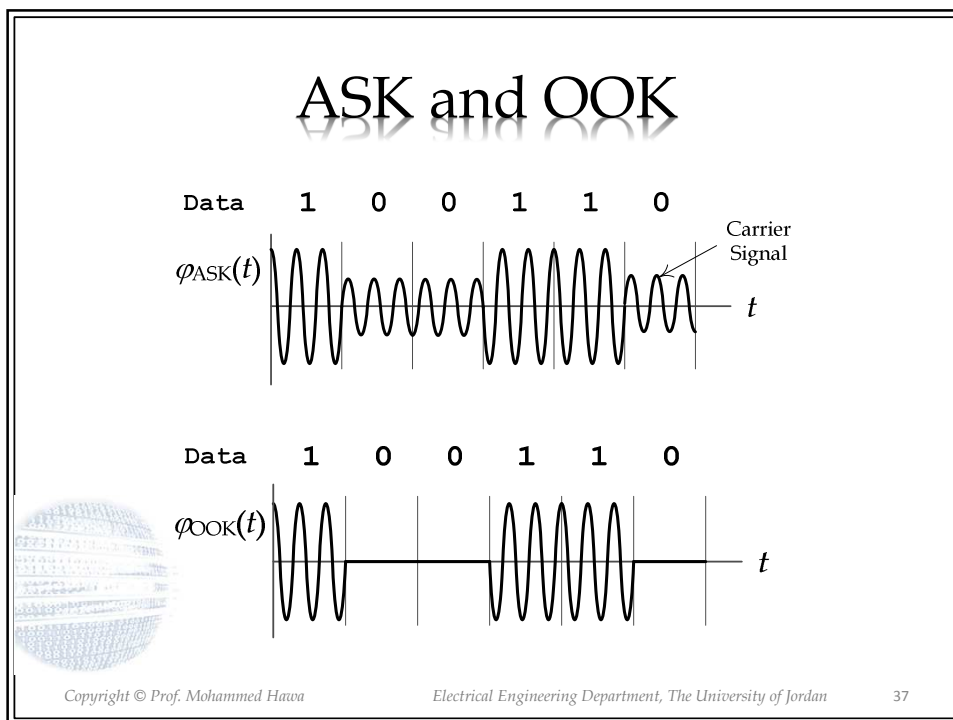 ASK and OOK
Data 1 0 0 1 1 0
Carrier
Signal
φASK(t)
t
Data 1 0 0 1 1 0
φOOK(t)
t
Copyright © Prof. Mohammed Hawa Electrical Engineering Department, The University of Jordan 37